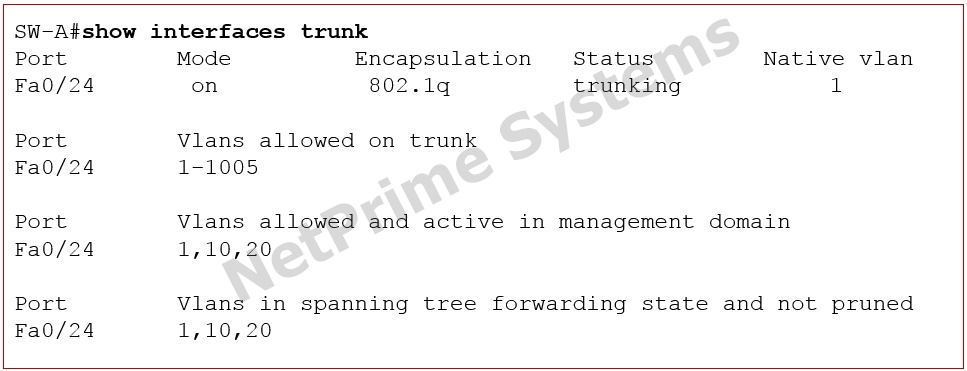 SW-A#show interfaces trunk
Port Mode Encapsulation Status Native vlan
Fa0/24 on 802.1q trunking 1
Port Vlans allowed on trunk
Fa0/24 1-1005
Port Vlans allowed and active in management domain
Fa0/24 1,10,20
Port Vlans in spanning tree forwarding state and not pruned
Fa0/24 1,10,20
NetPrime Systems